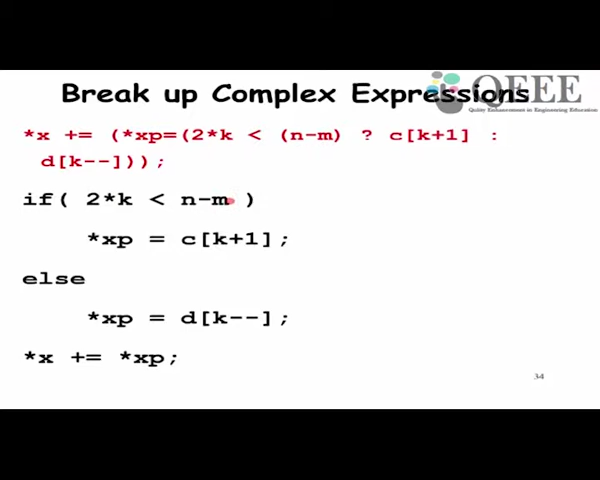 Break up Complex Expressions
QEEE
Quality Enhancement in Engineering Education
*x += (*xp=(2*k < (n-m) ? c[k+1] :
d[k--]));
if( 2*k < n-m )
*xp = c[k+1];
else
*xp = d[k--];
*x += *xp;
34